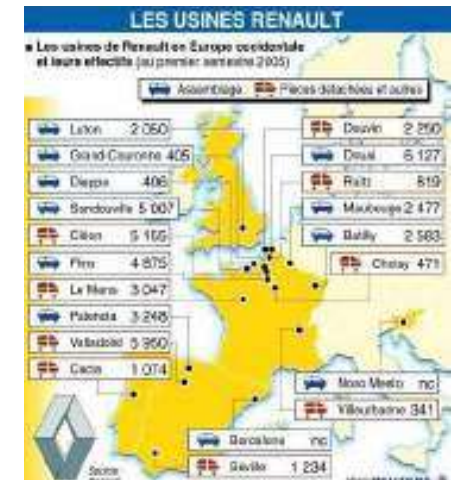 LES USINES RENAULT
Les usines de Renault en Europe occidentale
et leurs effectifs (au premier semestre 2005)
Assemblage Pièces détachées et autres
Luton 2 050
Grand-Couronne 405
Dieppe 406
Sandouville 5 007
Cléon 5 165
Flins 4 875
Le Mans 3 047
Palencia 3 268
Valladolid 5 950
Cacia 1 074
Douvrin 2 250
Douai 6 127
Ruitz 819
Maubeuge 2 477
Batilly 2 583
Choisy 471
Novo Mesto nc
Villeurbanne 341
Barcelone nc
Séville 1 234
Source